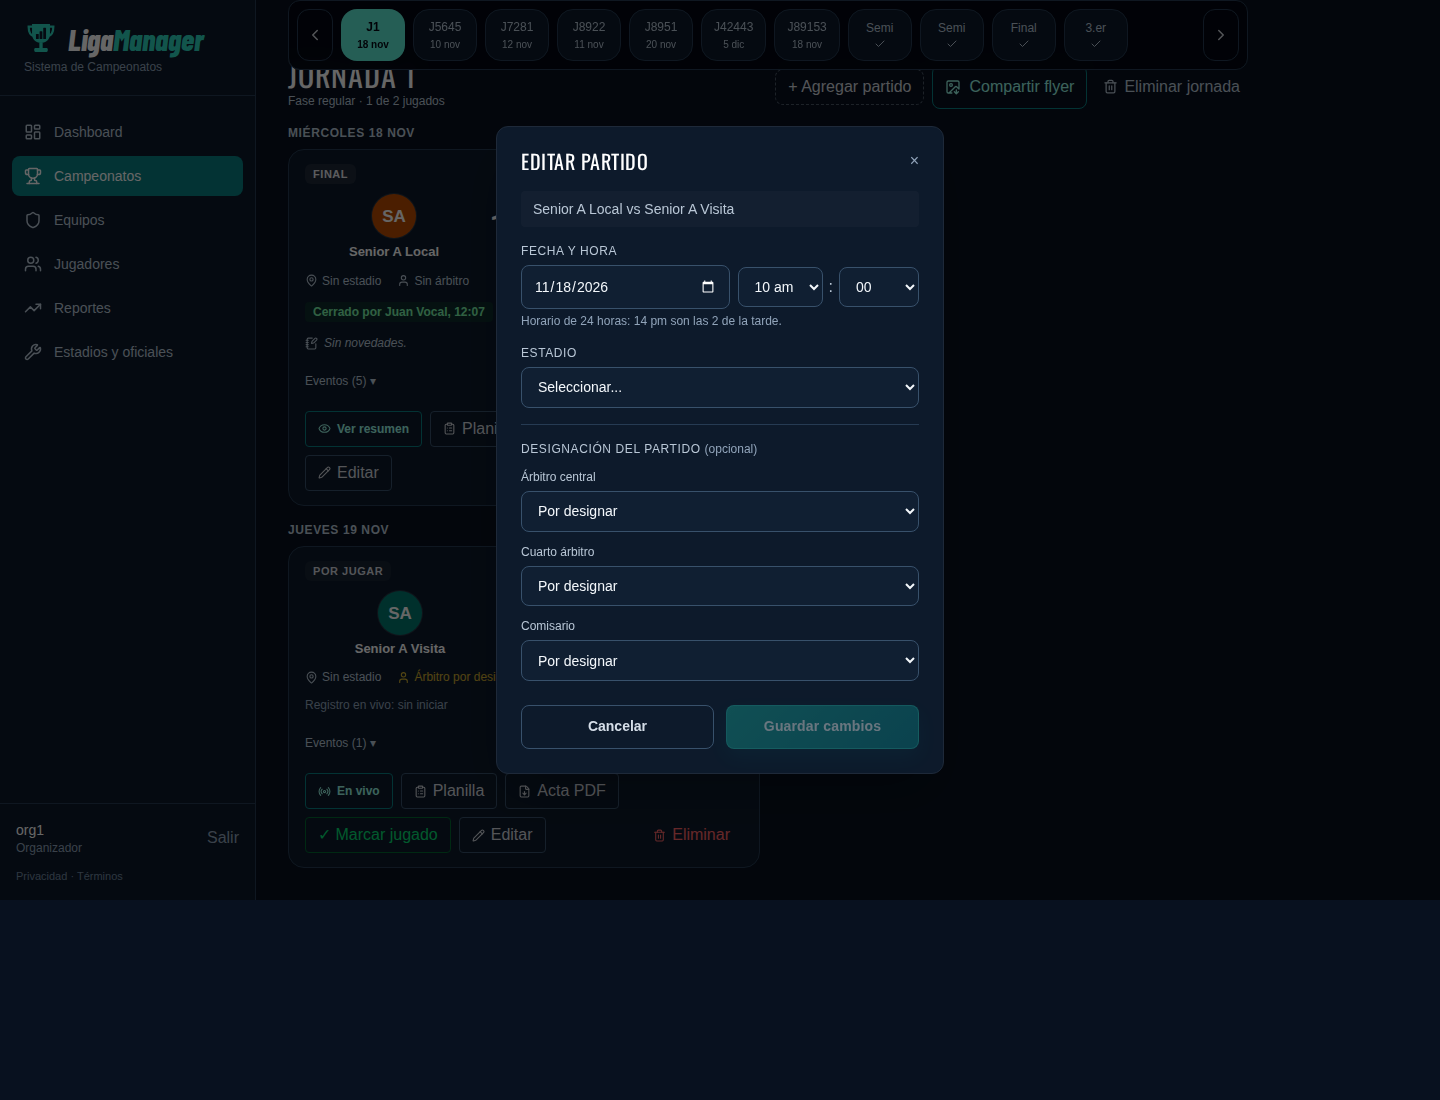 LigaManager
Sistema de Campeonatos
Dashboard
Campeonatos
Equipos
Jugadores
Reportes
Estadios y oficiales
org1
Organizador
Salir
Privacidad · Términos
J1
18 nov
J5645
10 nov
J7281
12 nov
J8922
11 nov
J8951
20 nov
J42443
5 dic
J89153
18 nov
Semi
✓
Semi
✓
Final
✓
3.er
✓
JORNADA 1
Fase regular · 1 de 2 jugados
+ Agregar partido
Compartir flyer
Eliminar jornada
MIÉRCOLES 18 NOV
FINAL
SA
Senior A Local
Sin estadio
Sin árbitro
Cerrado por Juan Vocal, 12:07
Sin novedades.
Eventos (5) ▾
Ver resumen
Editar
JUEVES 19 NOV
POR JUGAR
SA
Senior A Visita
Sin estadio
Árbitro por
Registro en vivo: sin iniciar
Eventos (1) ▾
En vivo
Planilla
Acta PDF
✓ Marcar jugado
Editar
Eliminar
EDITAR PARTIDO
×
Senior A Local vs Senior A Visita
FECHA Y HORA
11/18/2026
10 am
:
00
Horario de 24 horas: 14 pm son las 2 de la tarde.
ESTADIO
Seleccionar...
DESIGNACIÓN DEL PARTIDO (opcional)
Árbitro central
Por designar
Cuarto árbitro
Por designar
Comisario
Por designar
Cancelar
Guardar cambios